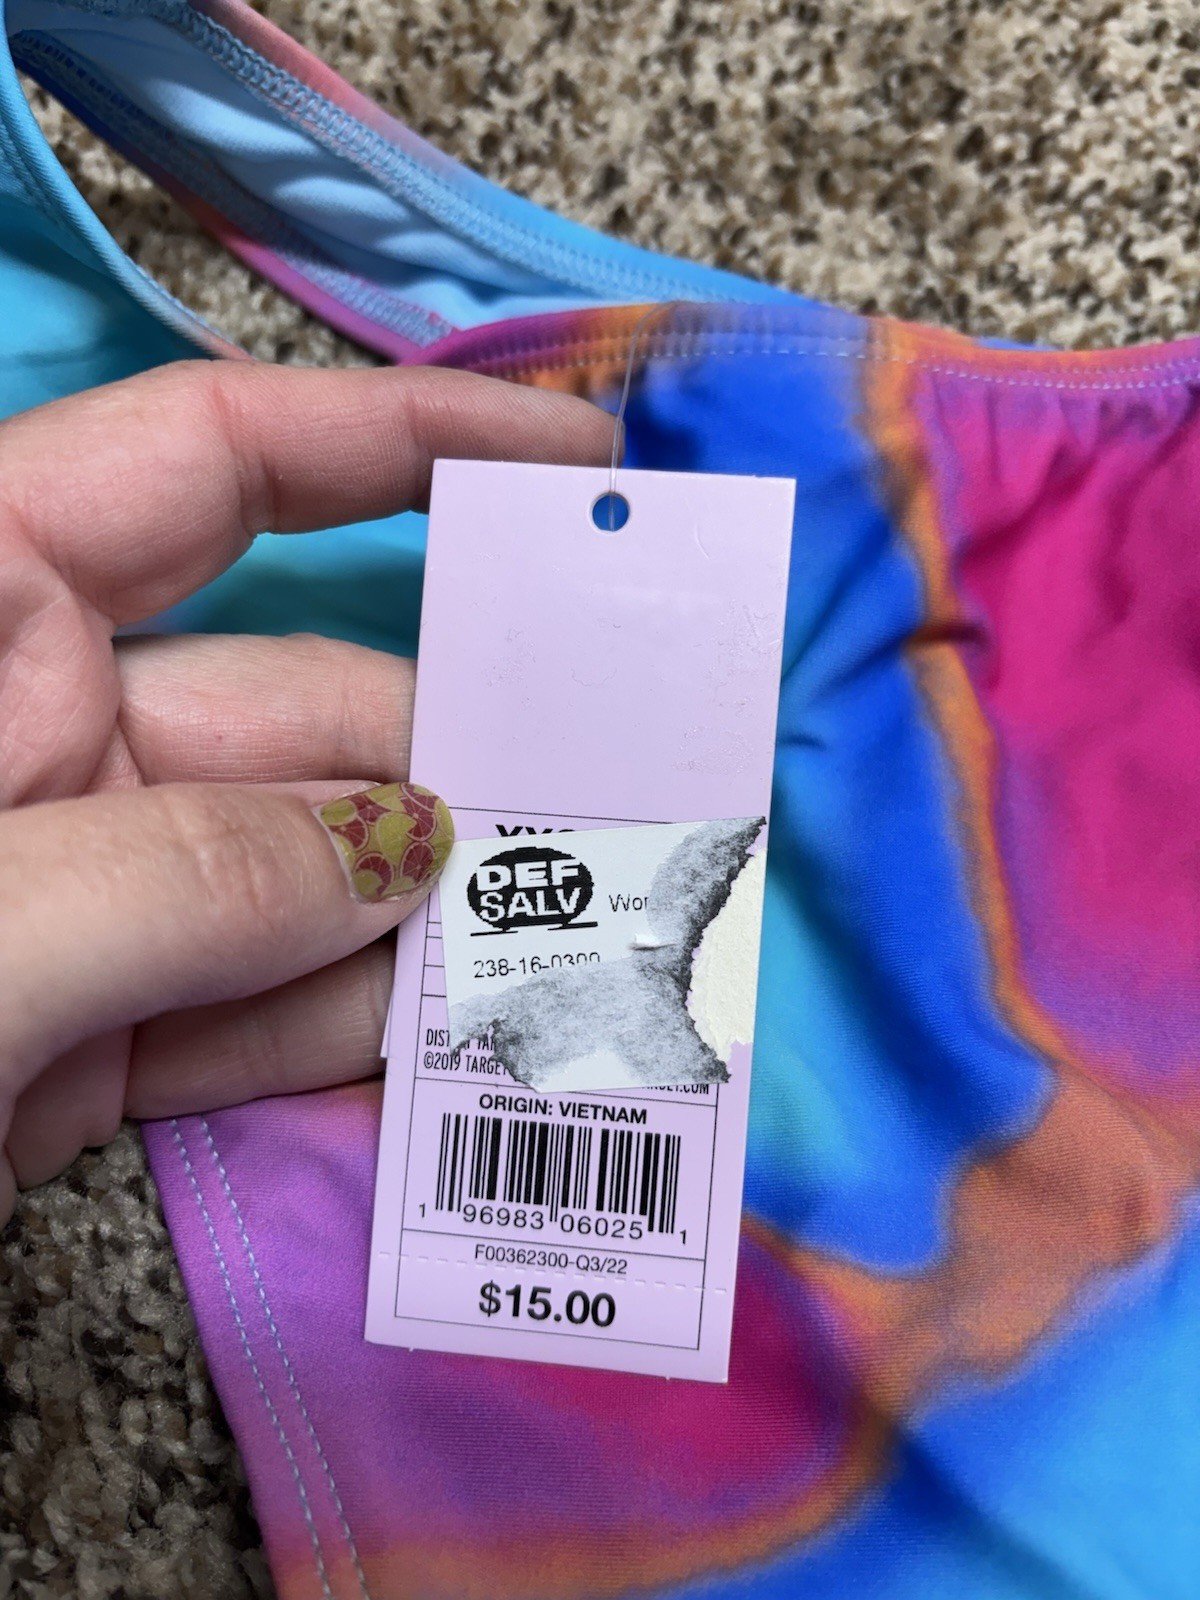 DEF
SALV
238-16-0300
©2019 TARGET
ORIGIN: VIETNAM
1 96983 06025 1
F00362300-Q3/22
$15.00